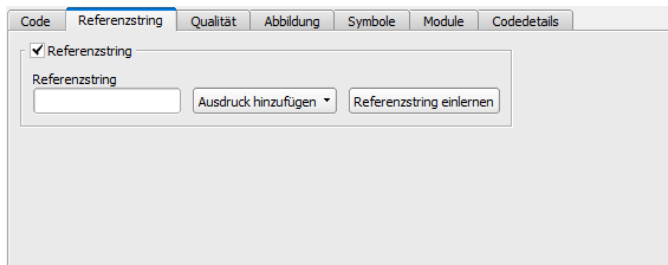 Code Referenzstring Qualität Abbildung Symbole Module Codedetails
Referenzstring
Referenzstring
Ausdruck hinzufügen Referenzstring einlernen